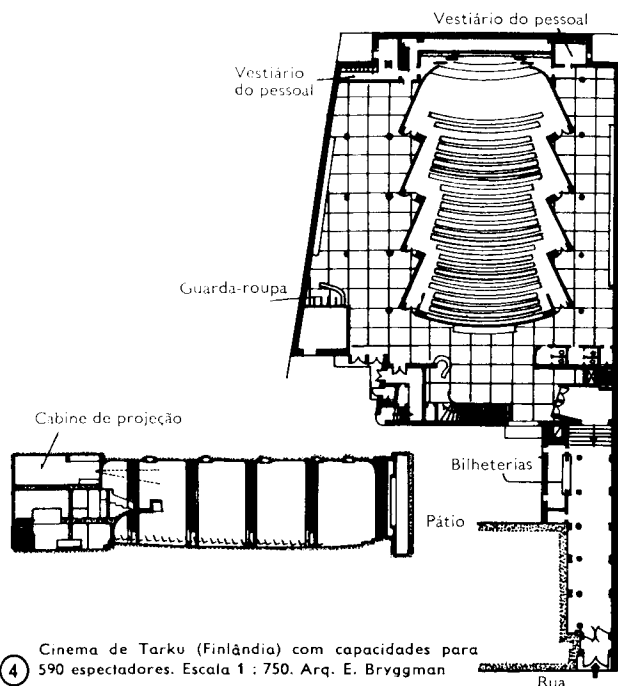 Vestiário do pessoal
Vestiário
do pessoal
Guarda-roupa
Cabine de projeção
Bilheterias
Pátio
4
Cinema de Tarku (Finlândia) com capacidades para
590 espectadores. Escala 1 : 750. Arq. E. Bryggman
Rua